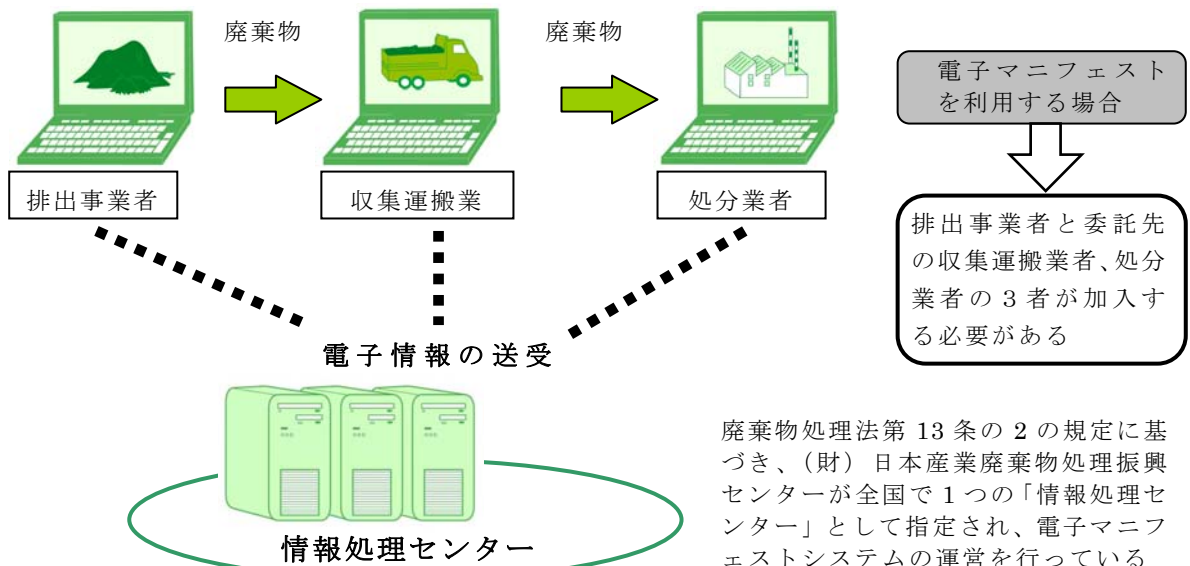 廃棄物
廃棄物
電子マニフェスト
を利用する場合
排出事業者
収集運搬業
処分業者
排出事業者と委託先
の収集運搬業者、処分
業者の3者が加入す
る必要がある
電子情報の送受
情報処理センター
廃棄物処理法第 13 条の 2 の規定に基
づき、(財) 日本産業廃棄物処理振興
センターが全国で 1 つの「情報処理セ
ンター」として指定され、電子マニフ
ェストシステムの運営を行っている